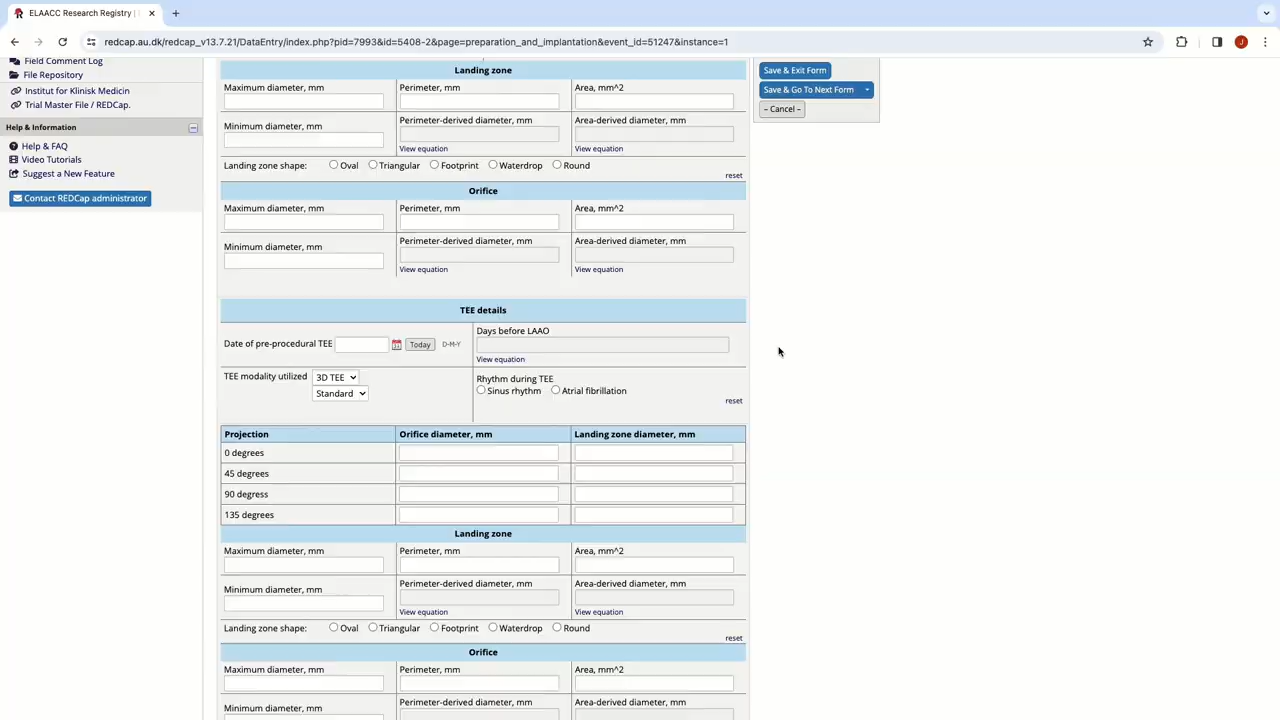 ELAACC Research Registry |
redcap.au.dk/redcap_v13.7.21/DataEntry/index.php?pid=7993&id=5408-2&page=preparation_and_implantation&event_id=51247&instance=1
J
Field Comment Log
File Repository
Institut for Klinisk Medicin
Trial Master File / REDCap.
Help & Information
Help & FAQ
Video Tutorials
Suggest a New Feature
Contact REDCap administrator
Save & Exit Form
Save & Go To Next Form
– Cancel –
Landing zone
Maximum diameter, mm Perimeter, mm Area, mm^2
Minimum diameter, mm Perimeter-derived diameter, mm Area-derived diameter, mm
View equation View equation
Landing zone shape: Oval Triangular Footprint Waterdrop Round
reset
Orifice
Maximum diameter, mm Perimeter, mm Area, mm^2
Minimum diameter, mm Perimeter-derived diameter, mm Area-derived diameter, mm
View equation View equation
TEE details
Date of pre-procedural TEE Today D-M-Y
Days before LAAO
View equation
TEE modality utilized 3D TEE
Standard
Rhythm during TEE
Sinus rhythm Atrial fibrillation
reset
Projection Orifice diameter, mm Landing zone diameter, mm
0 degrees
45 degrees
90 degress
135 degrees
Landing zone
Maximum diameter, mm Perimeter, mm Area, mm^2
Minimum diameter, mm Perimeter-derived diameter, mm Area-derived diameter, mm
View equation View equation
Landing zone shape: Oval Triangular Footprint Waterdrop Round
reset
Orifice
Maximum diameter, mm Perimeter, mm Area, mm^2
Minimum diameter, mm Perimeter-derived diameter, mm Area-derived diameter, mm